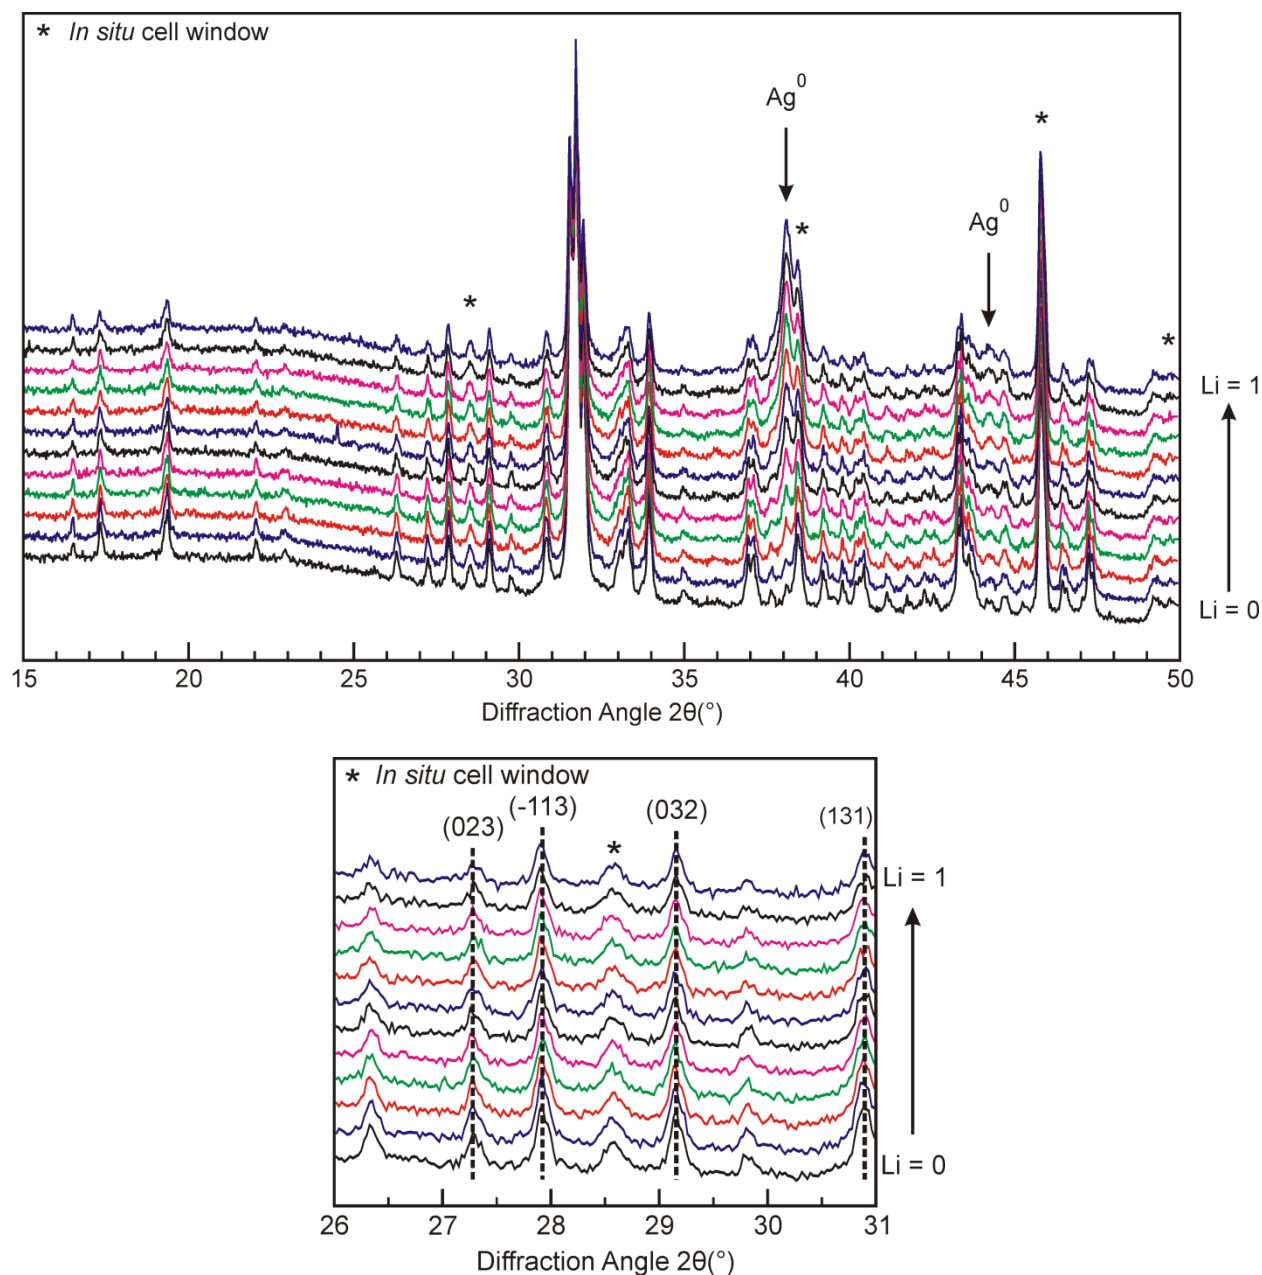 * In situ cell window
Ag⁰
*
*
Ag⁰
*
*
Li = 1
Li = 0
15 20 25 30 35 40 45 50
Diffraction Angle 2θ(°)
* In situ cell window
(023) (-113) (032) (131)
*
Li = 1
Li = 0
26 27 28 29 30 31
Diffraction Angle 2θ(°)